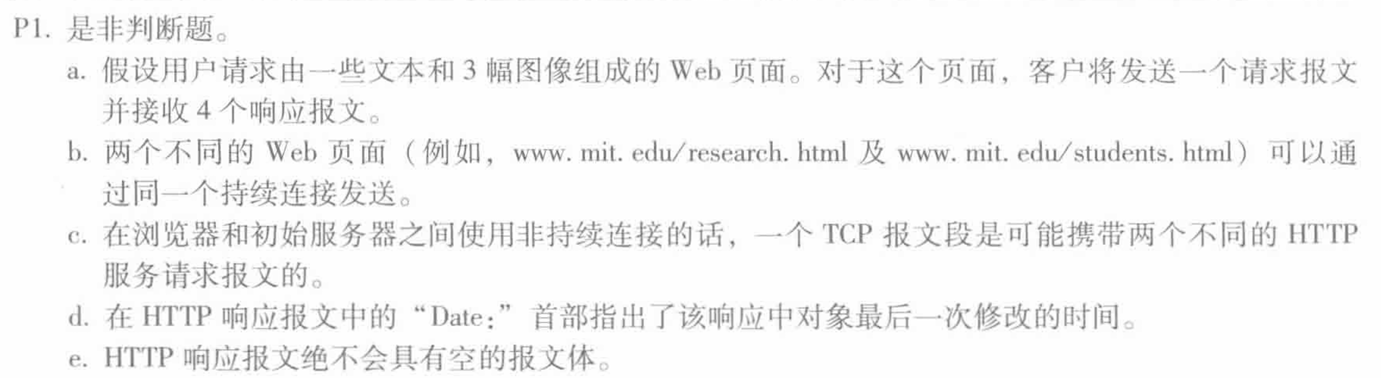 P1. 是非判断题。
a. 假设用户请求由一些文本和 3 幅图像组成的 Web 页面。对于这个页面，客户将发送一个请求报文
并接收 4 个响应报文。
b. 两个不同的 Web 页面（例如，www. mit. edu/research. html 及 www. mit. edu/students. html）可以通
过同一个持续连接发送。
c. 在浏览器和初始服务器之间使用非持续连接的话，一个 TCP 报文段是可能携带两个不同的 HTTP
服务请求报文的。
d. 在 HTTP 响应报文中的“Date：”首部指出了该响应中对象最后一次修改的时间。
e. HTTP 响应报文绝不会具有空的报文体。